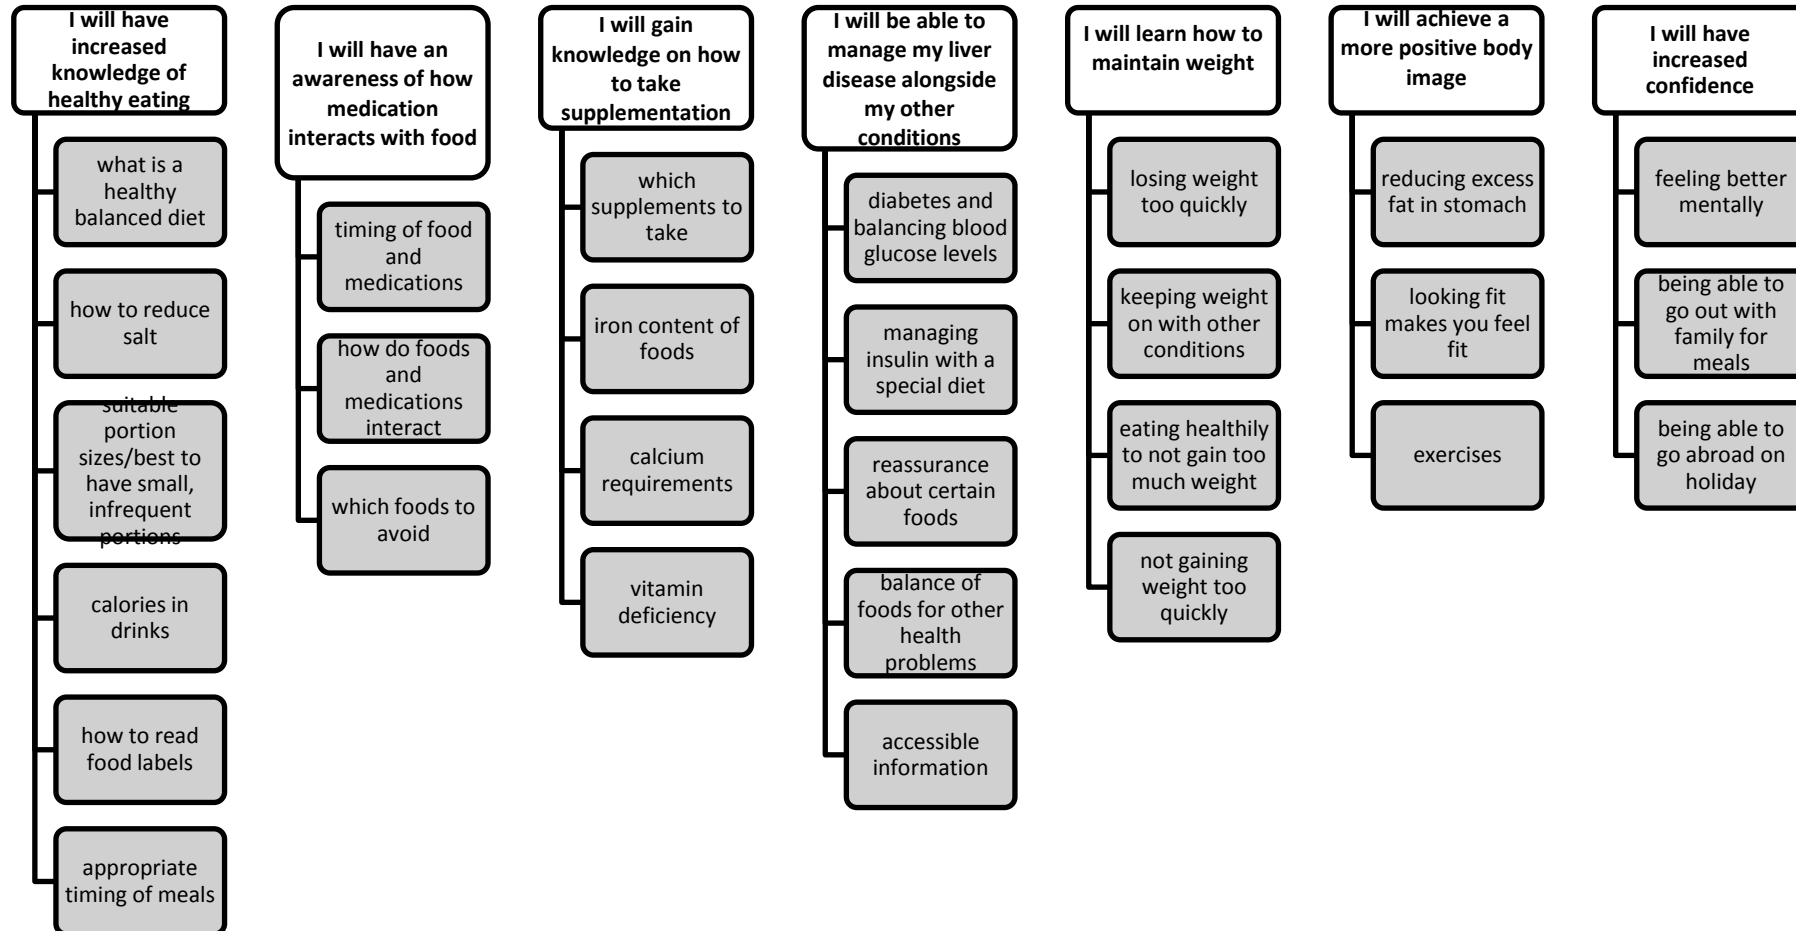 I will have
increased
knowledge of
healthy eating
what is a
healthy
balanced diet
how to reduce
salt
suitable
portion
sizes/best to
have small,
infrequent
portions
calories in
drinks
how to read
food labels
appropriate
timing of meals
I will have an
awareness of how
medication
interacts with food
timing of food
and
medications
how do foods
and
medications
interact
which foods to
avoid
I will gain
knowledge on how
to take
supplementation
which
supplements to
take
iron content of
foods
calcium
requirements
vitamin
deficiency
I will be able to
manage my liver
disease alongside
my other
conditions
diabetes and
balancing blood
glucose levels
managing
insulin with a
special diet
reassurance
about certain
foods
balance of
foods for other
health
problems
accessible
information
I will learn how to
maintain weight
losing weight
too quickly
keeping weight
on with other
conditions
eating healthily
to not gain too
much weight
not gaining
weight too
quickly
I will achieve a
more positive body
image
reducing excess
fat in stomach
looking fit
makes you feel
fit
exercises
I will have
increased
confidence
feeling better
mentally
being able to
go out with
family for
meals
being able to
go abroad on
holiday